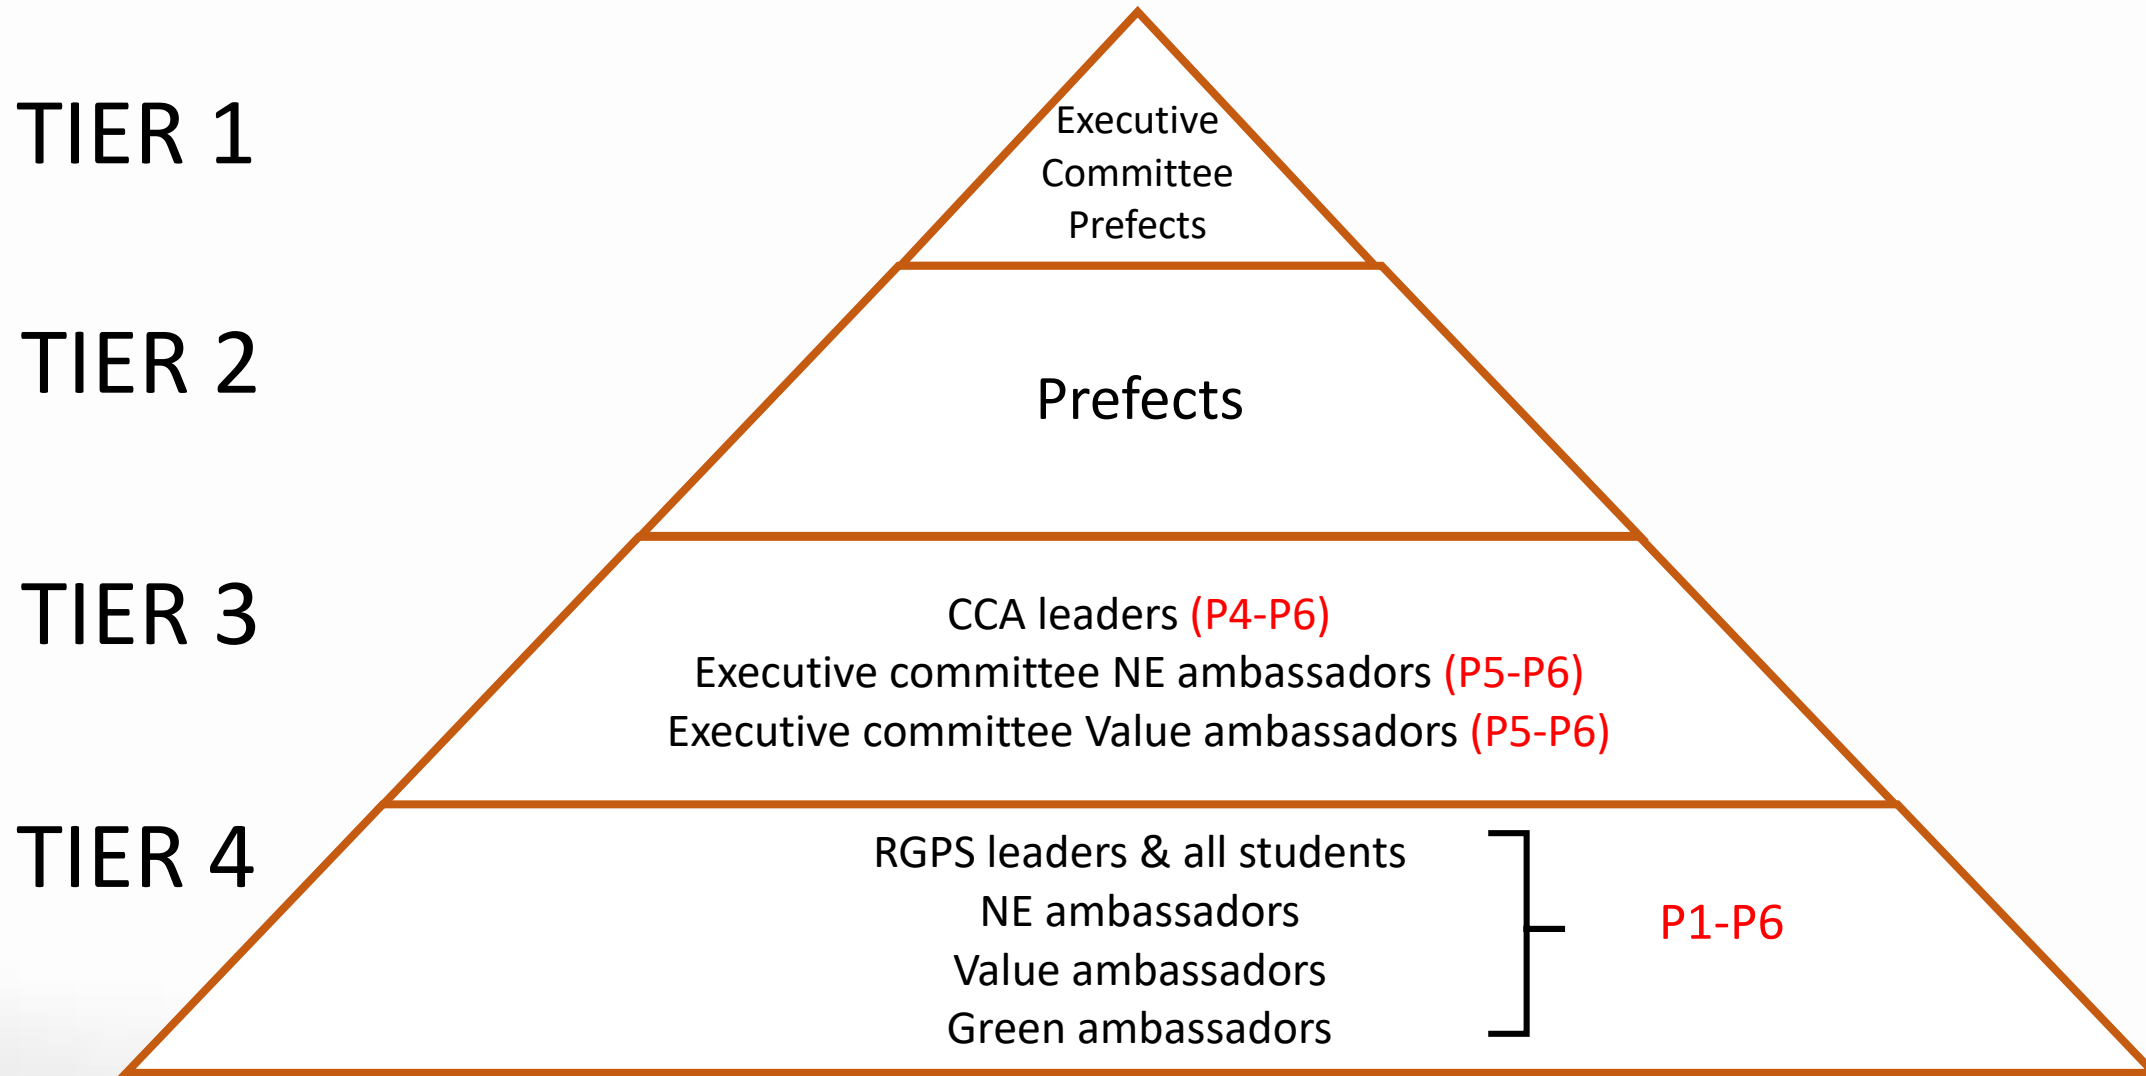 TIER 1
Executive
Committee
Prefects
TIER 2
Prefects
TIER 3
CCA leaders (P4-P6)
Executive committee NE ambassadors (P5-P6)
Executive committee Value ambassadors (P5-P6)
TIER 4
RGPS leaders & all students
NE ambassadors
Value ambassadors
Green ambassadors
P1-P6